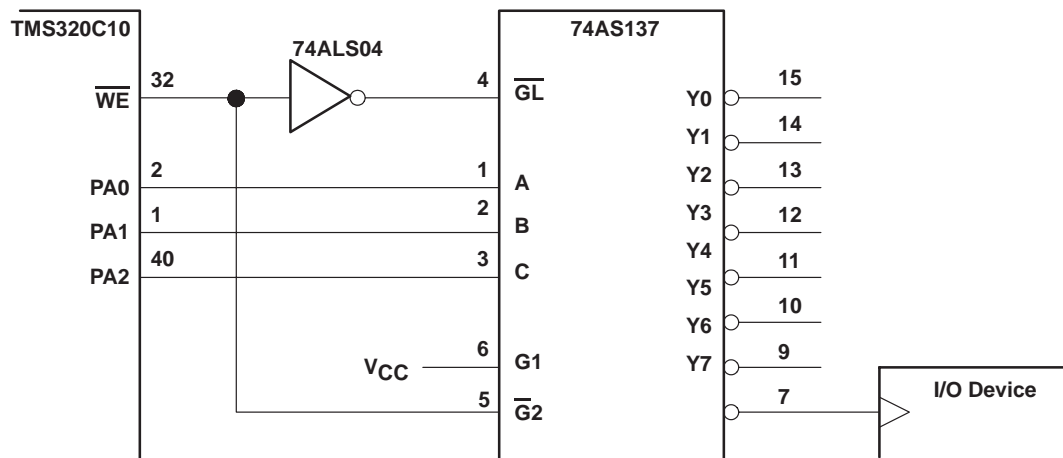 TMS320C10
74AS137
74ALS04
32
WE
4
GL
15
Y0
14
Y1
2
PA0
1
A
13
Y2
1
PA1
2
B
12
Y3
40
PA2
3
C
11
Y4
Y5
10
Y6
6
VCC
G1
9
Y7
5
G2
7
I/O Device